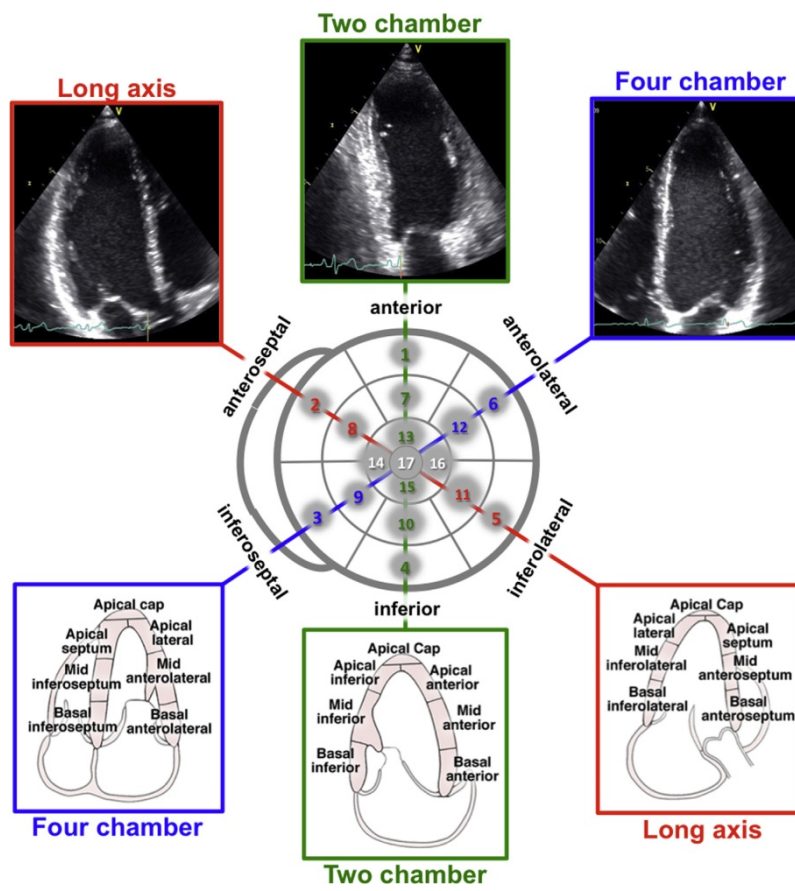 Two chamber
Long axis
Four chamber
V
V
V
5
5
5
10
anterior
anteroseptal
anterolateral
1
2
6
7
8
12
13
14
17
16
15
9
11
3
10
5
4
inferoseptal
inferolateral
inferior
Apical cap
Apical
septum
Apical
lateral
Mid
inferoseptum
Mid
anterolateral
Basal
inferoseptum
Basal
anterolateral
Four chamber
Apical Cap
Apical
inferior
Apical
anterior
Mid
inferior
Mid
anterior
Basal
inferior
Basal
anterior
Two chamber
Apical Cap
Apical
lateral
Apical
septum
Mid
inferolateral
Mid
anteroseptum
Basal
inferolateral
Basal
anteroseptum
Long axis